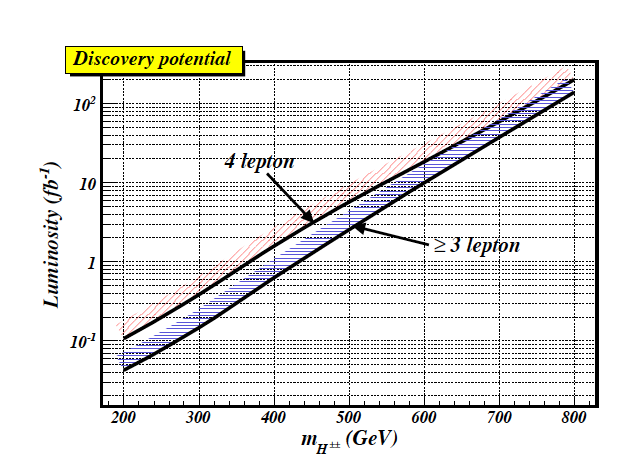 Discovery potential
Luminosity (fb⁻¹)
10²
10
1
10⁻¹
4 lepton
≥ 3 lepton
200 300 400 500 600 700 800
m_H^±± (GeV)